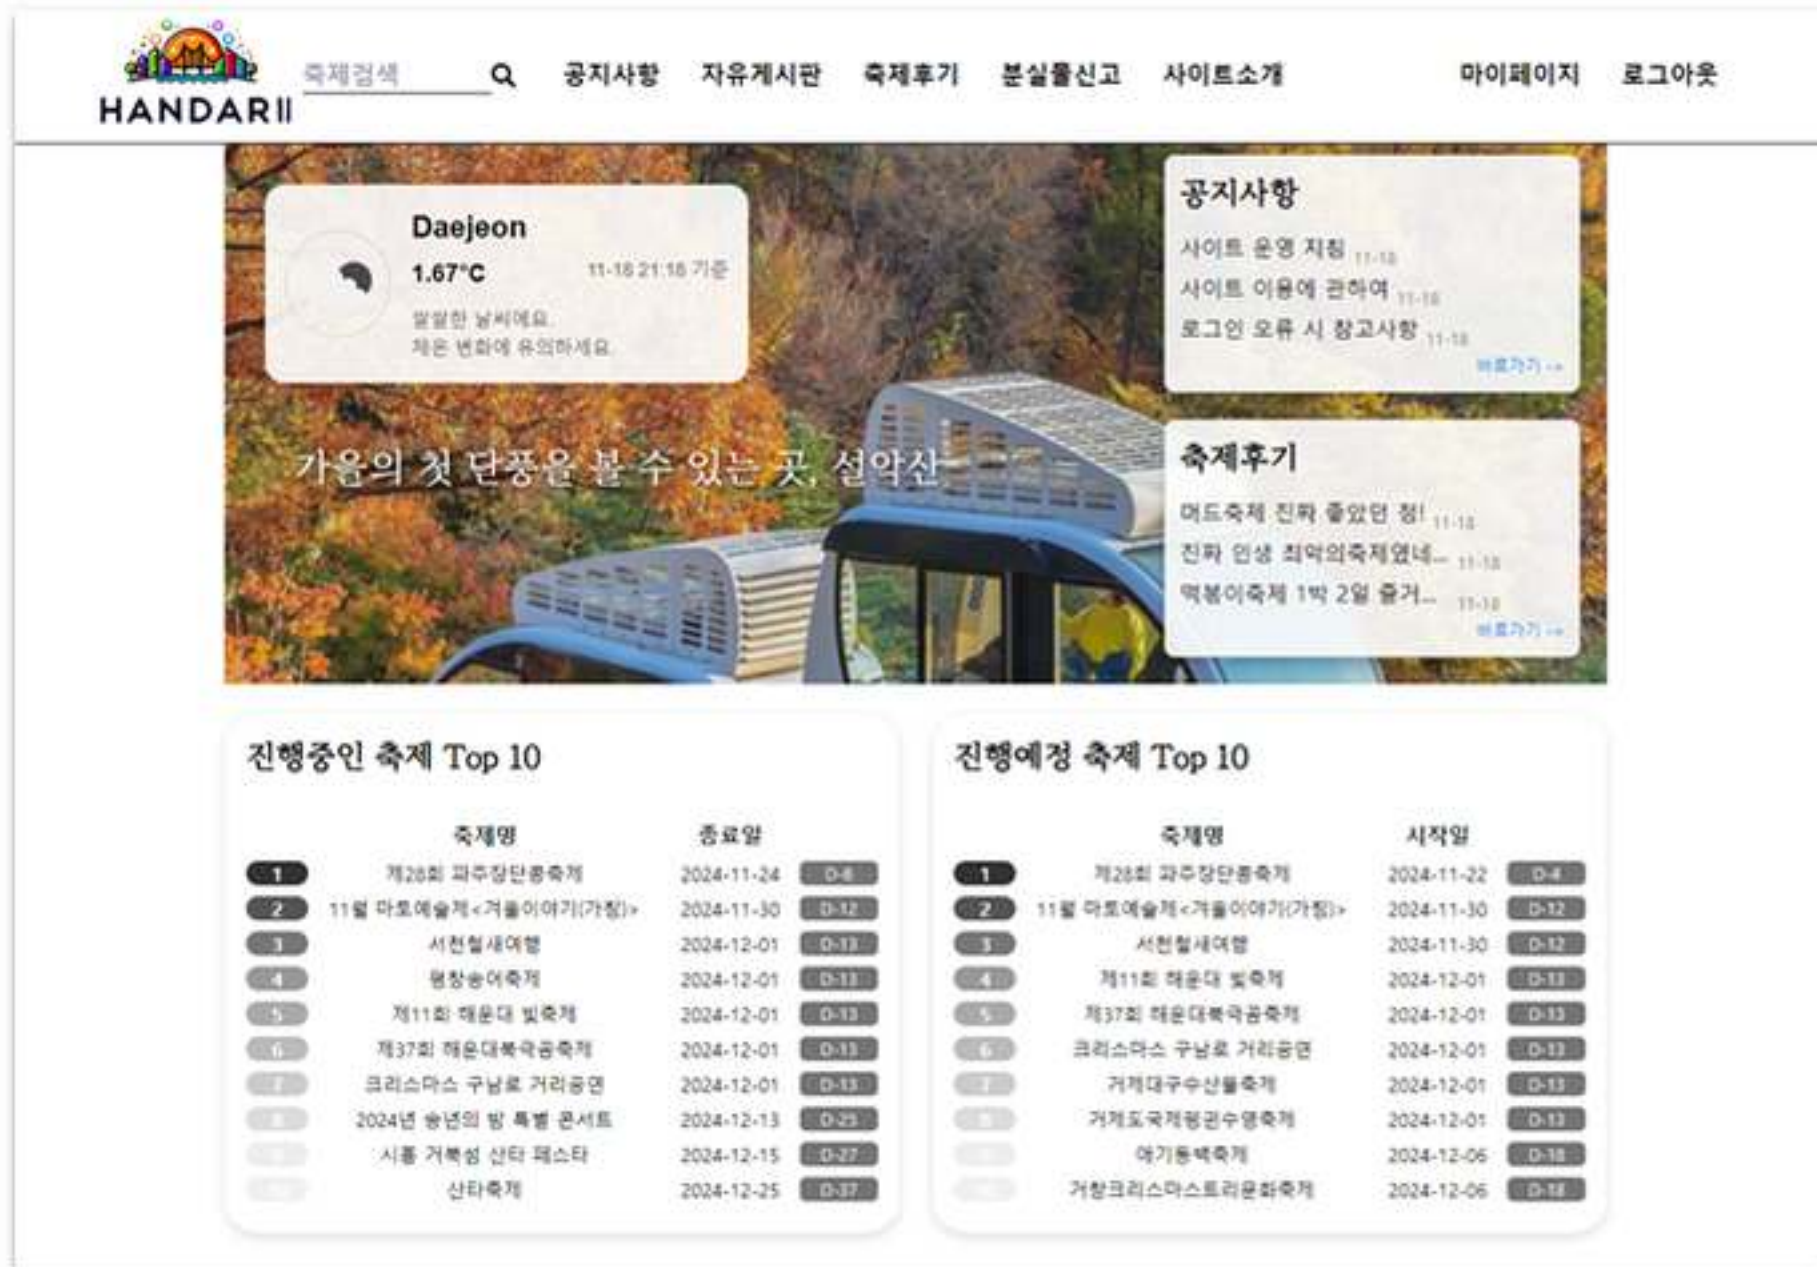 HANDARII
축제검색
공지사항 자유게시판 축제후기 분실물신고 사이트소개 마이페이지 로그아웃
Daejeon
1.67°C
11-18 21:18 기준
쌀쌀한 날씨에요.
체온 변화에 유의하세요.
가을의 첫 단풍을 볼 수 있는 곳, 설악산
공지사항
사이트 운영 지침 11-18
사이트 이용에 관하여 11-18
로그인 오류 시 참고사항 11-18
바로가기 →
축제후기
머드축제 진짜 좋았던 점! 11-18
진짜 인생 최악의축제였네... 11-18
떡볶이축제 1박 2일 즐거... 11-18
바로가기 →
진행중인 축제 Top 10
축제명 종료일
1 제28회 파주장단콩축제 2024-11-24 D-6
2 11월 마토예술제<겨울이야기(가칭)> 2024-11-30 D-12
3 서천철새여행 2024-12-01 D-13
4 평창송어축제 2024-12-01 D-13
5 제11회 해운대 빛축제 2024-12-01 D-13
6 제37회 해운대북극곰축제 2024-12-01 D-13
7 크리스마스 구남로 거리공연 2024-12-01 D-13
8 2024년 송년의 밤 특별 콘서트 2024-12-13 D-25
시흥 거북섬 산타 페스타 2024-12-15 D-27
산타축제 2024-12-25 D-37
진행예정 축제 Top 10
축제명 시작일
1 제28회 파주장단콩축제 2024-11-22 D-4
2 11월 마토예술제<겨울이야기(가칭)> 2024-11-30 D-12
3 서천철새여행 2024-11-30 D-12
4 제11회 해운대 빛축제 2024-12-01 D-13
5 제37회 해운대북극곰축제 2024-12-01 D-13
6 크리스마스 구남로 거리공연 2024-12-01 D-13
7 거제대구수산물축제 2024-12-01 D-13
8 거제도국제펭귄수영축제 2024-12-01 D-13
애기동백축제 2024-12-06 D-18
거창크리스마스트리문화축제 2024-12-06 D-18